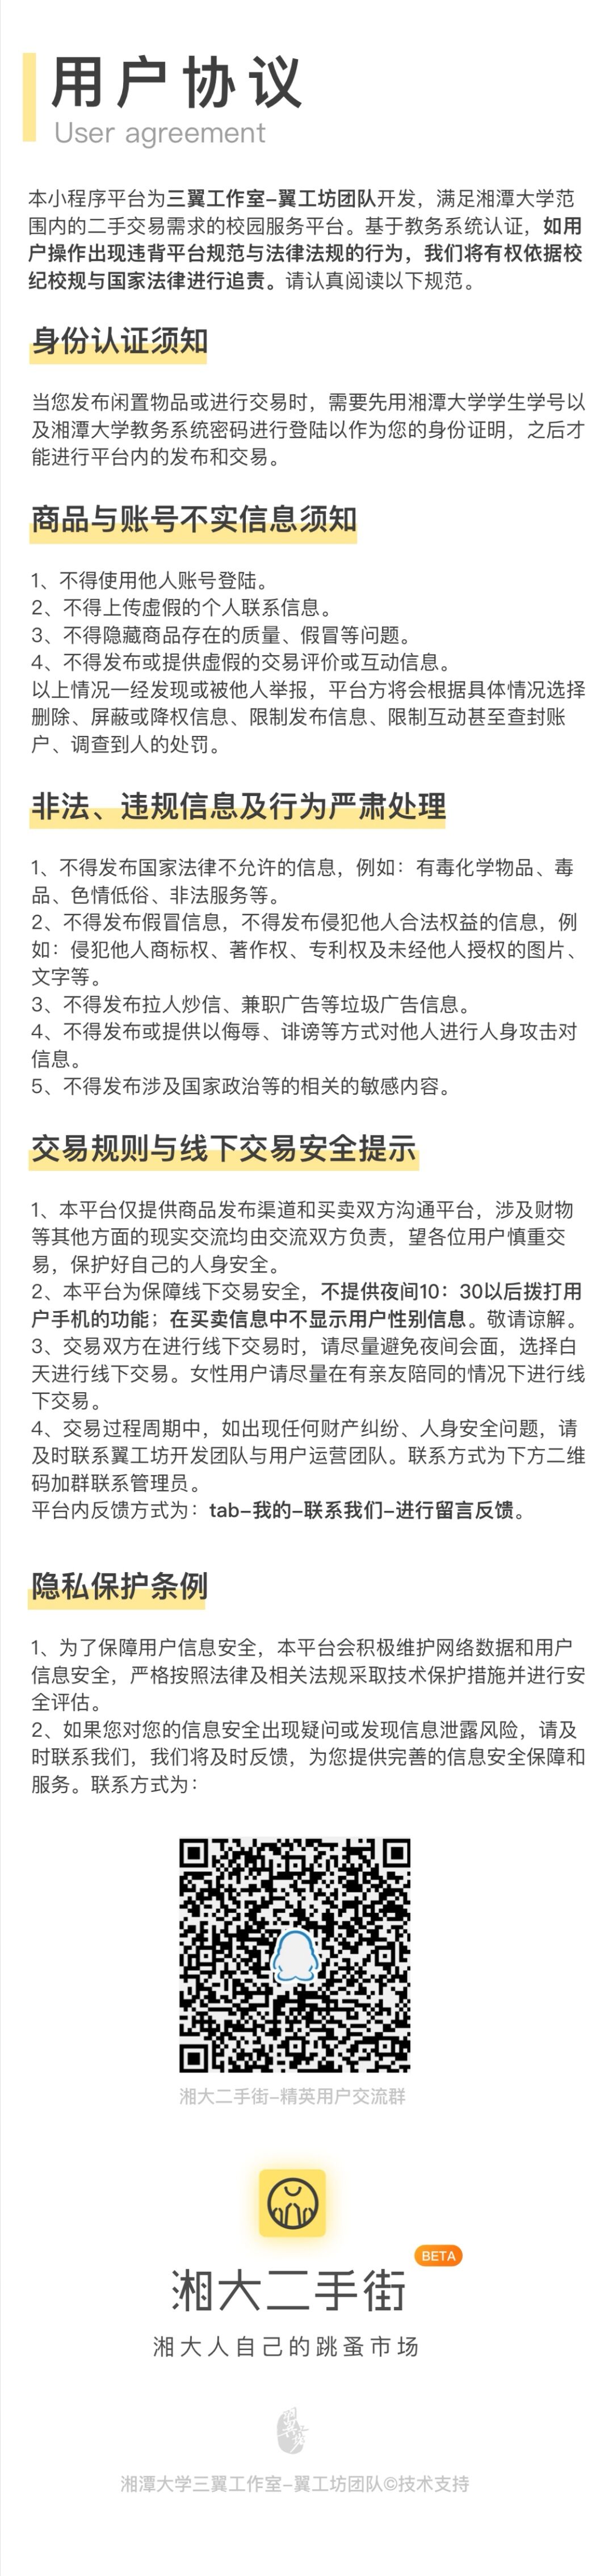 用户协议
User agreement
本小程序平台为三翼工作室-翼工坊团队开发，满足湘潭大学范
围内的二手交易需求的校园服务平台。基于教务系统认证，如用
户操作出现违背平台规范与法律法规的行为，我们将有权依据校
纪校规与国家法律进行追责。请认真阅读以下规范。
身份认证须知
当您发布闲置物品或进行交易时，需要先用湘潭大学学生学号以
及湘潭大学教务系统密码进行登陆以作为您的身份证明，之后才
能进行平台内的发布和交易。
商品与账号不实信息须知
1、不得使用他人账号登陆。
2、不得上传虚假的个人联系信息。
3、不得隐藏商品存在的质量、假冒等问题。
4、不得发布或提供虚假的交易评价或互动信息。
以上情况一经发现或被他人举报，平台方将会根据具体情况选择
删除、屏蔽或降权信息、限制发布信息、限制互动甚至查封账
户、调查到人的处罚。
非法、违规信息及行为严肃处理
1、不得发布国家法律不允许的信息，例如：有毒化学物品、毒
品、色情低俗、非法服务等。
2、不得发布假冒信息，不得发布侵犯他人合法权益的信息，例
如：侵犯他人商标权、著作权、专利权及未经他人授权的图片、
文字等。
3、不得发布拉人炒信、兼职广告等垃圾广告信息。
4、不得发布或提供以侮辱、诽谤等方式对他人进行人身攻击对
信息。
5、不得发布涉及国家政治等的相关的敏感内容。
交易规则与线下交易安全提示
1、本平台仅提供商品发布渠道和买卖双方沟通平台，涉及财物
等其他方面的现实交流均由交流双方负责，望各位用户慎重交
易，保护好自己的人身安全。
2、本平台为保障线下交易安全，不提供夜间10：30以后拨打用
户手机的功能；在买卖信息中不显示用户性别信息。敬请谅解。
3、交易双方在进行线下交易时，请尽量避免夜间会面，选择白
天进行线下交易。女性用户请尽量在有亲友陪同的情况下进行线
下交易。
4、交易过程周期中，如出现任何财产纠纷、人身安全问题，请
及时联系翼工坊开发团队与用户运营团队。联系方式为下方二维
码加群联系管理员。
平台内反馈方式为：tab-我的-联系我们-进行留言反馈。
隐私保护条例
1、为了保障用户信息安全，本平台会积极维护网络数据和用户
信息安全，严格按照法律及相关法规采取技术保护措施并进行安
全评估。
2、如果您对您的信息安全出现疑问或发现信息泄露风险，请及
时联系我们，我们将及时反馈，为您提供完善的信息安全保障和
服务。联系方式为：
湘大二手街-精英用户交流群
BETA
湘大二手街
湘大人自己的跳蚤市场
湘潭大学三翼工作室-翼工坊团队©技术支持